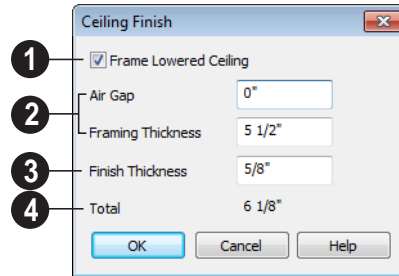 Ceiling Finish
1 Frame Lowered Ceiling
2 Air Gap 0"
Framing Thickness 5 1/2"
3 Finish Thickness 5/8"
4 Total 6 1/8"
OK Cancel Help